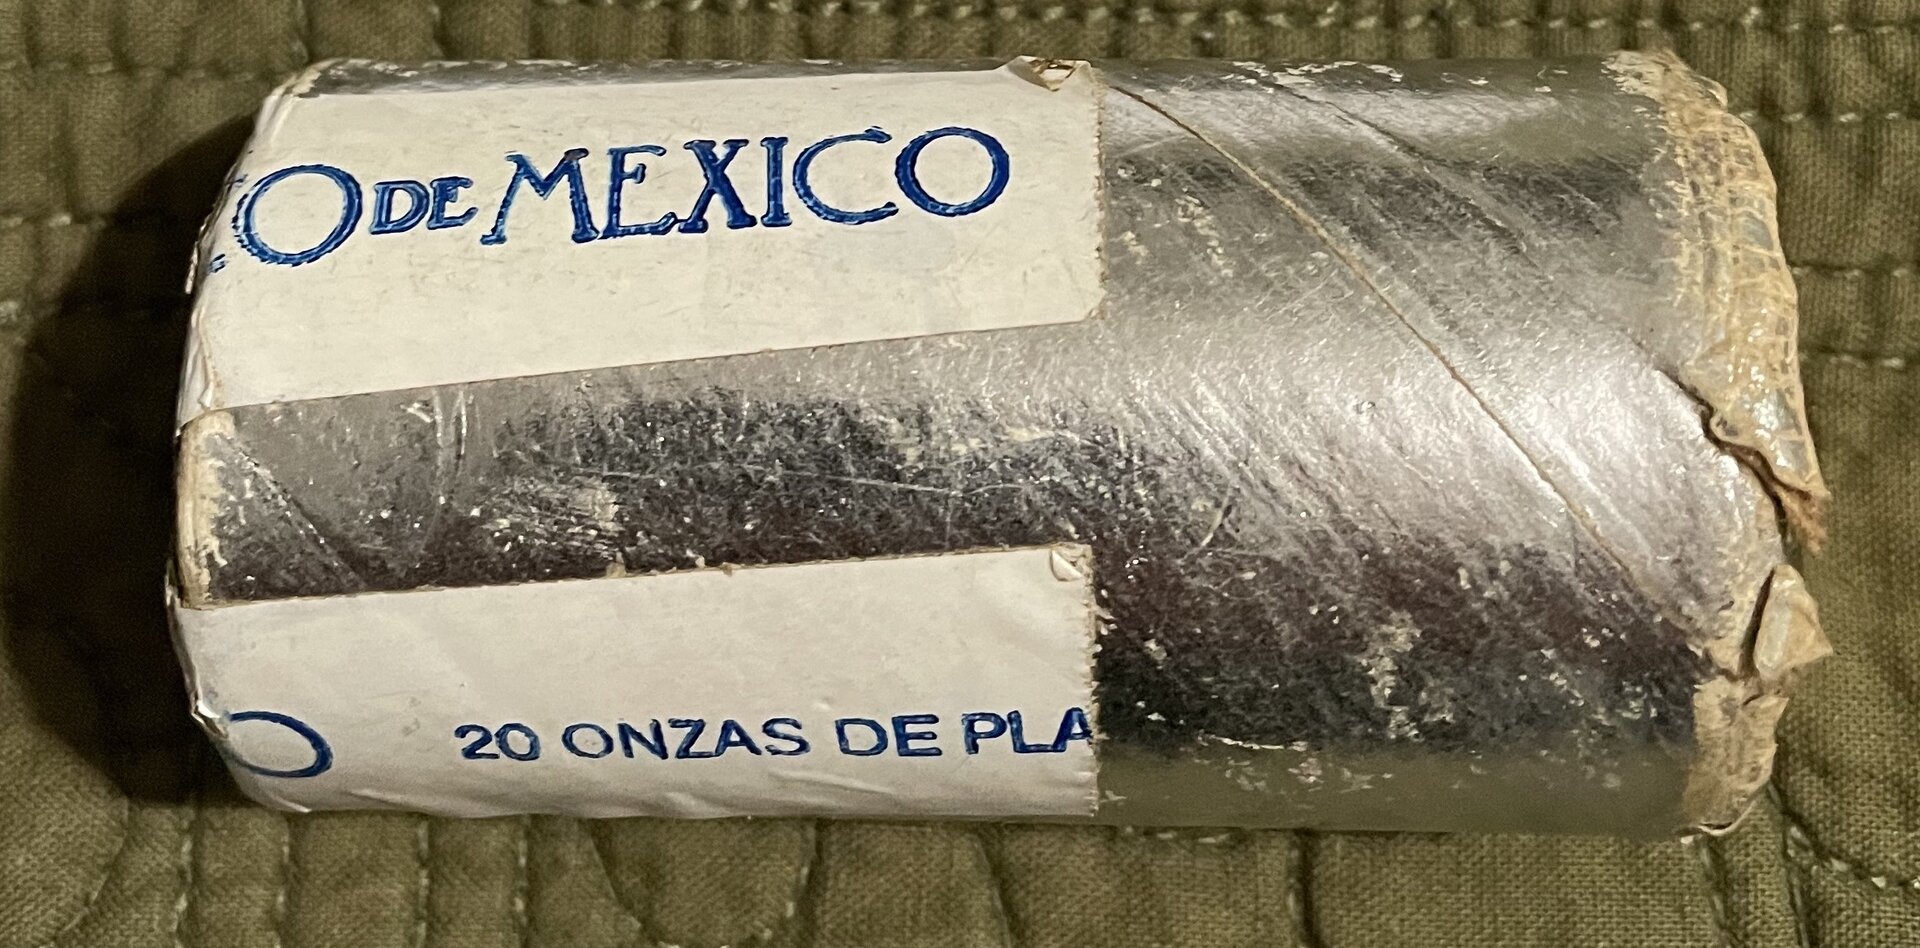 O DE MEXICO
20 ONZAS DE PLA